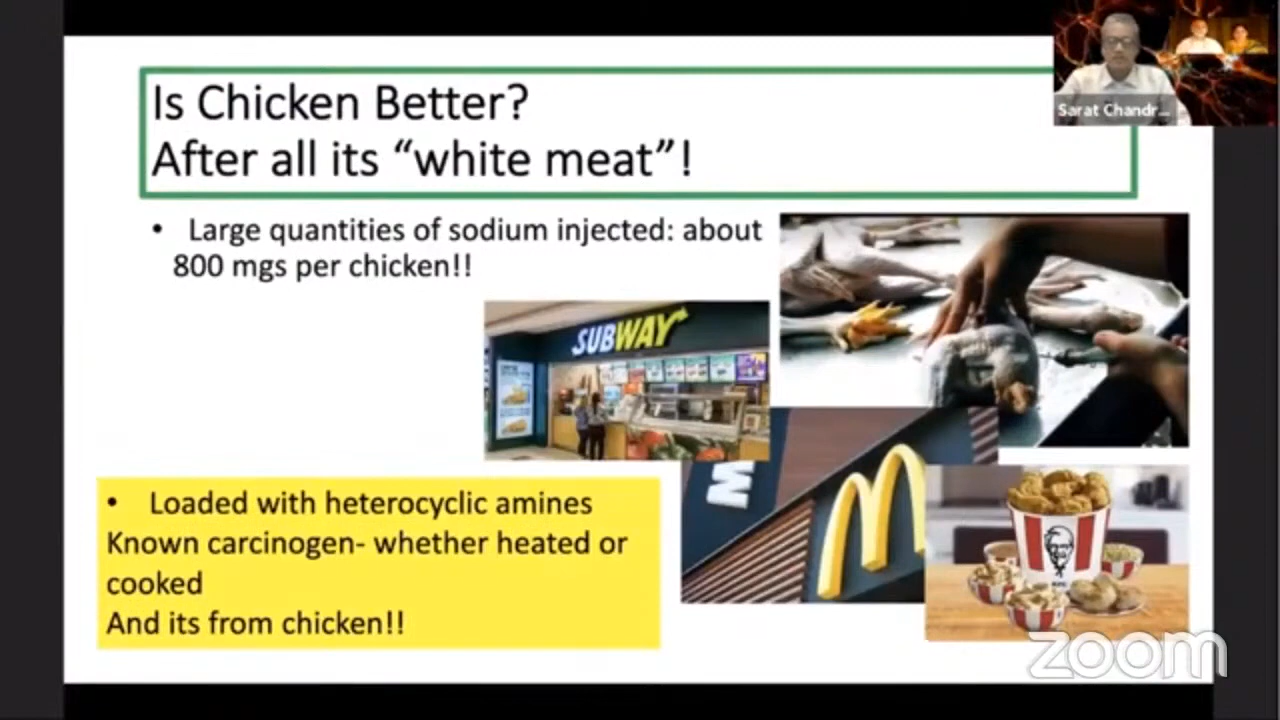 Is Chicken Better?
After all its “white meat”!
Sarat Chandr...
• Large quantities of sodium injected: about
800 mgs per chicken!!
SUBWAY
M
KFC
• Loaded with heterocyclic amines
Known carcinogen- whether heated or
cooked
And its from chicken!!
zoom